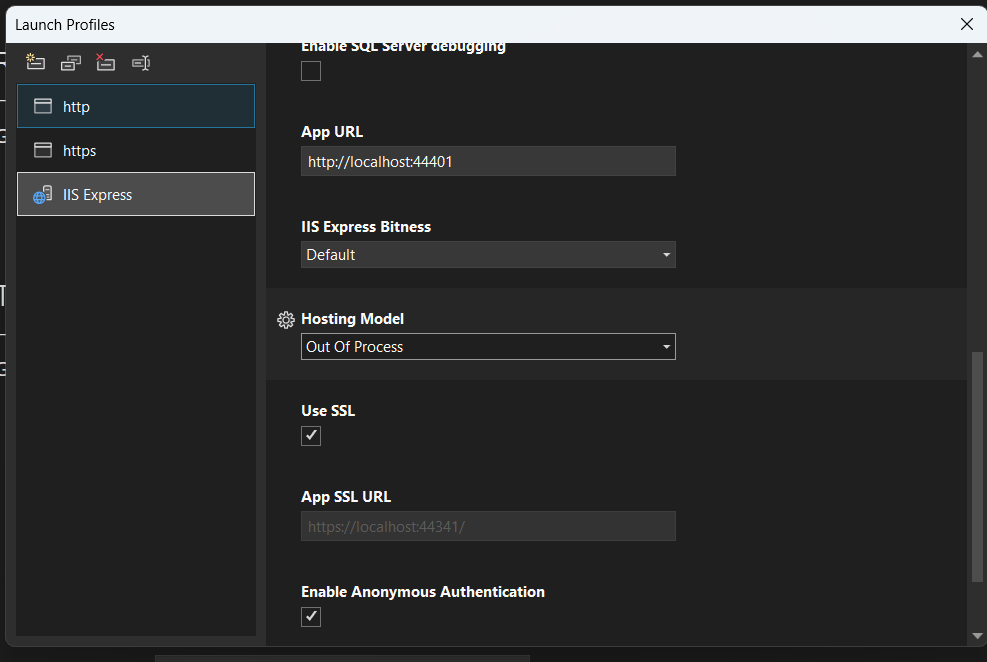 Launch Profiles
http
https
IIS Express
Enable SQL Server debugging
App URL
http://localhost:44401
IIS Express Bitness
Default
Hosting Model
Out Of Process
Use SSL
App SSL URL
https://localhost:44341/
Enable Anonymous Authentication